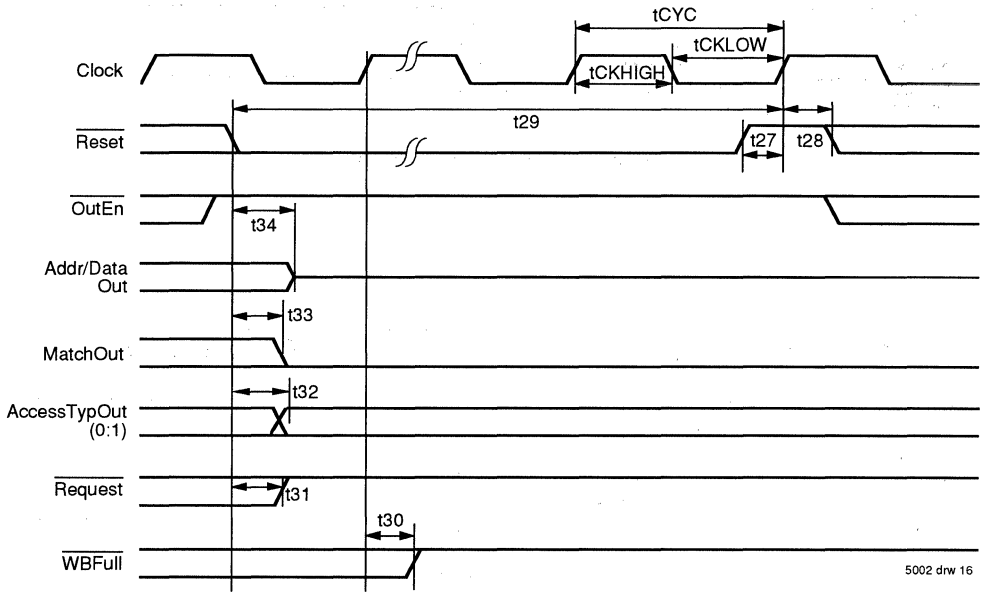 tCYC
tCKLOW
Clock
tCKHIGH
t29
Reset
t27
t28
OutEn
t34
Addr/Data
Out
t33
MatchOut
t32
AccessTypOut
(0:1)
Request
t31
t30
WBFull
5002 drw 16